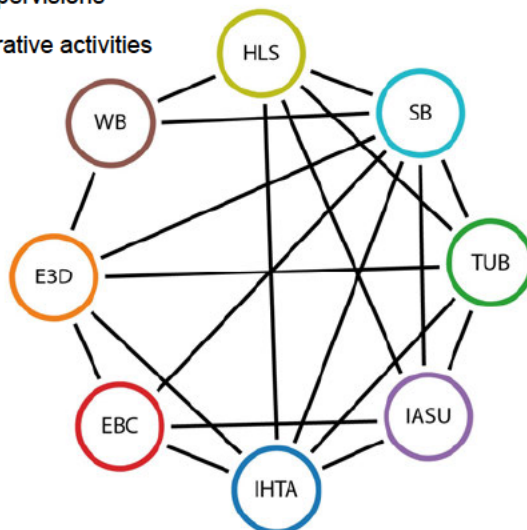 rative activities
HLS
SB
WB
TUB
E3D
IASU
EBC
IHTA